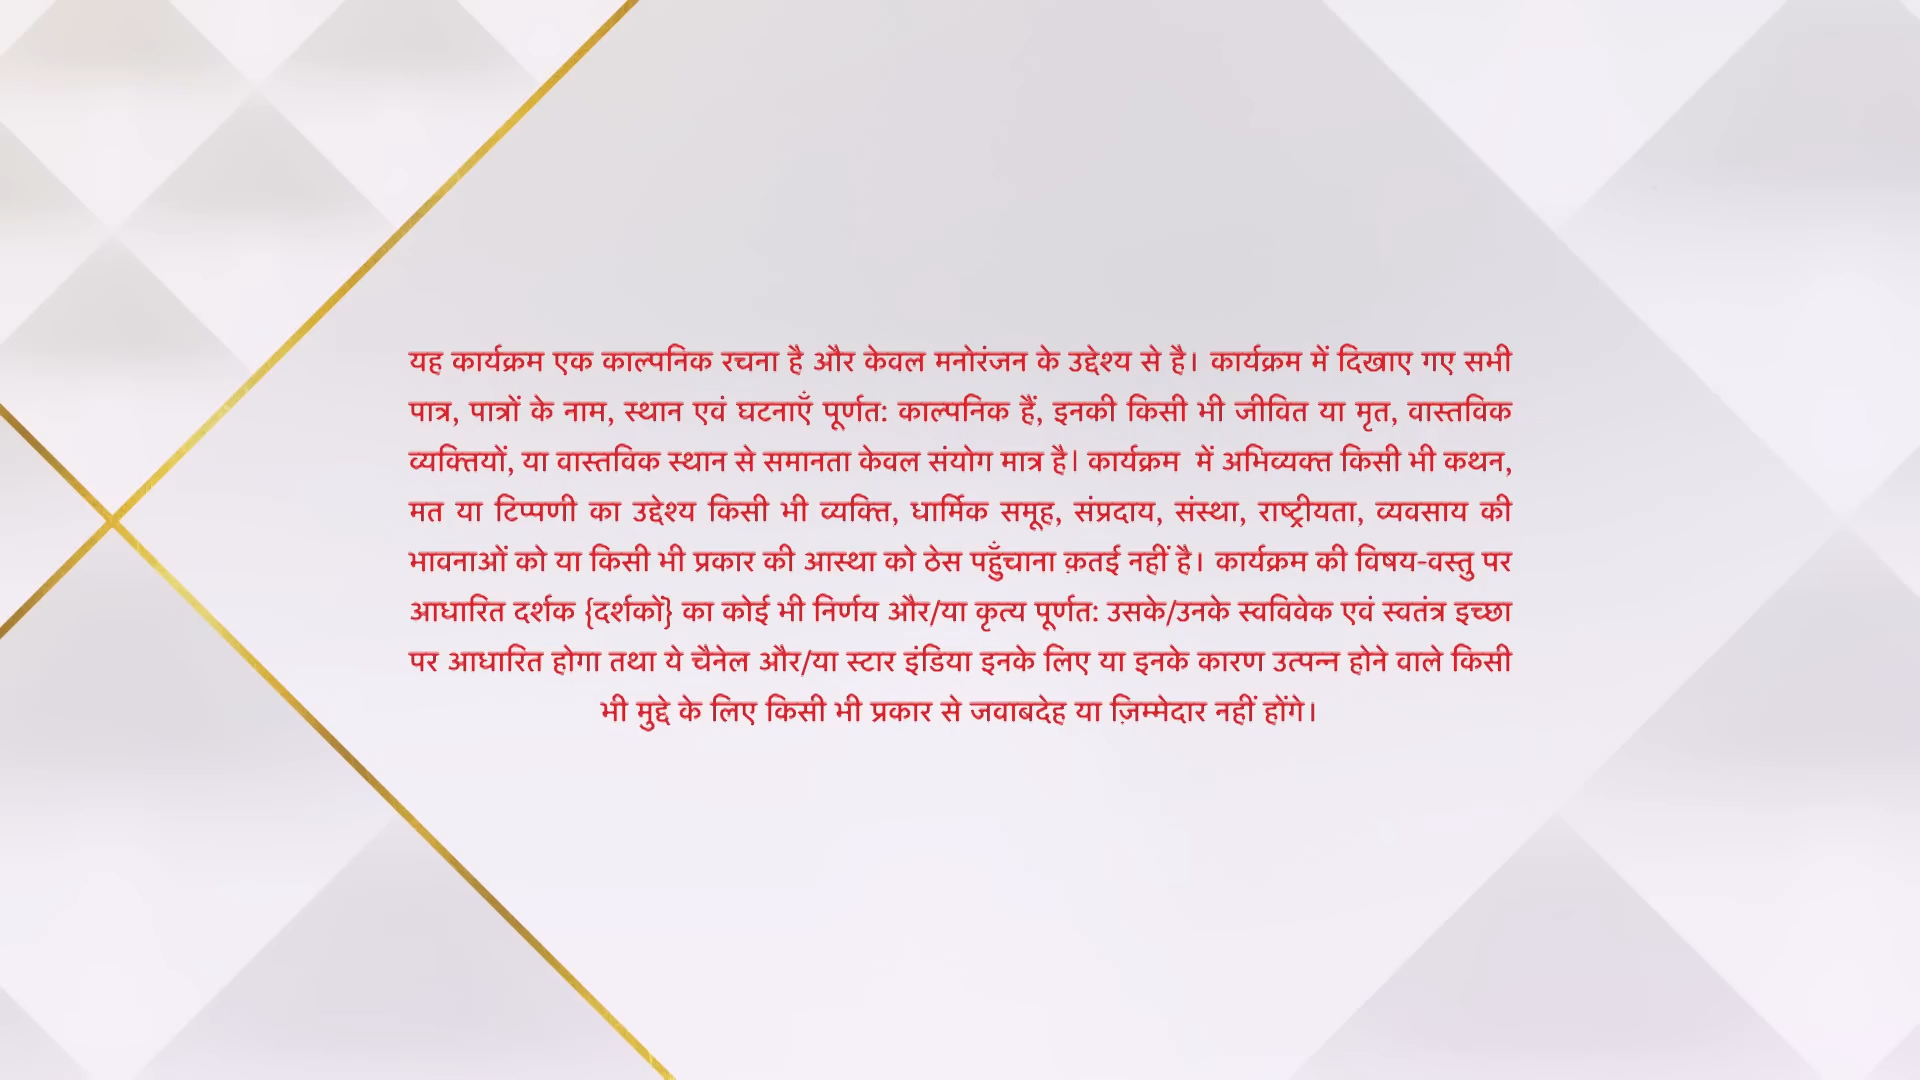 यह कार्यक्रम एक काल्पनिक रचना है और केवल मनोरंजन के उद्देश्य से है। कार्यक्रम में दिखाए गए सभी
पात्र, पात्रों के नाम, स्थान एवं घटनाएँ पूर्णत: काल्पनिक हैं, इनकी किसी भी जीवित या मृत, वास्तविक
व्यक्तियों, या वास्तविक स्थान से समानता केवल संयोग मात्र है। कार्यक्रम में अभिव्यक्त किसी भी कथन,
मत या टिप्पणी का उद्देश्य किसी भी व्यक्ति, धार्मिक समूह, संप्रदाय, संस्था, राष्ट्रीयता, व्यवसाय की
भावनाओं को या किसी भी प्रकार की आस्था को ठेस पहुँचाना क़तई नहीं है। कार्यक्रम की विषय-वस्तु पर
आधारित दर्शक {दर्शकों} का कोई भी निर्णय और/या कृत्य पूर्णत: उसके/उनके स्वविवेक एवं स्वतंत्र इच्छा
पर आधारित होगा तथा ये चैनेल और/या स्टार इंडिया इनके लिए या इनके कारण उत्पन्न होने वाले किसी
भी मुद्दे के लिए किसी भी प्रकार से जवाबदेह या ज़िम्मेदार नहीं होंगे।